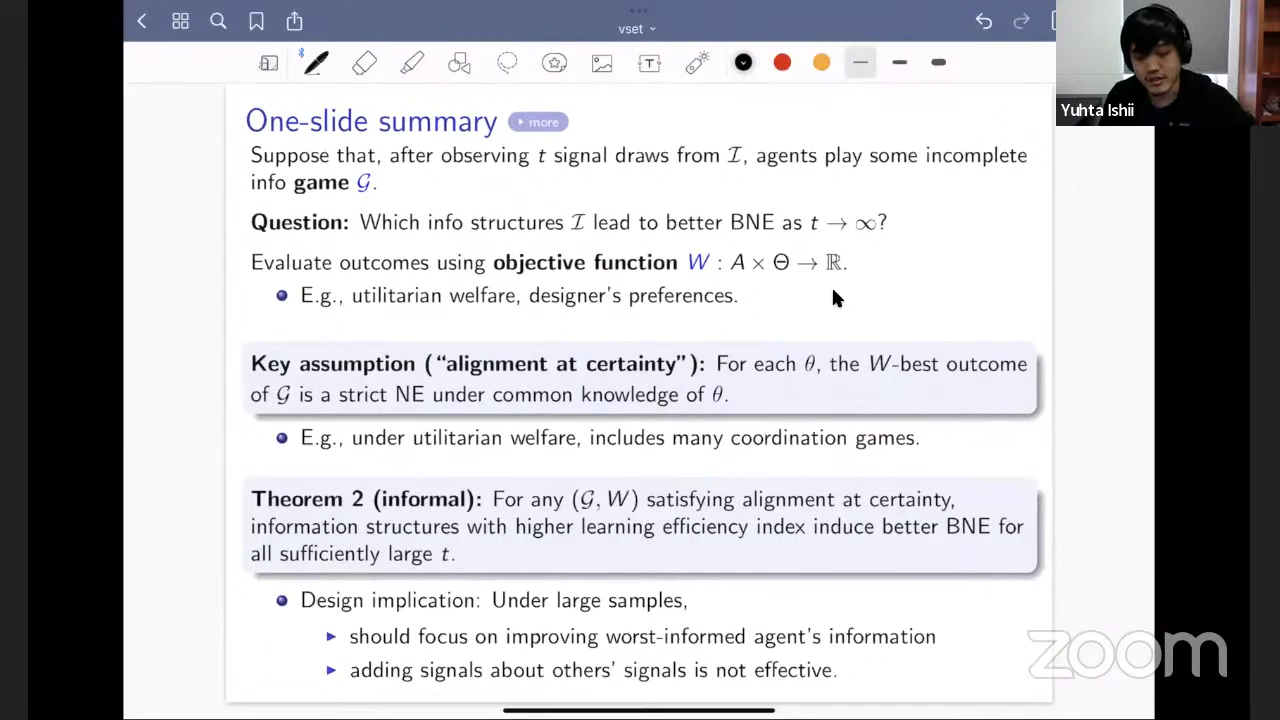 vset
Yuhta Ishii
One-slide summary more
Suppose that, after observing t signal draws from ℐ, agents play some incomplete
info game 𝒢.
Question: Which info structures ℐ lead to better BNE as t → ∞?
Evaluate outcomes using objective function W : A × Θ → ℝ.
E.g., utilitarian welfare, designer's preferences.
Key assumption (“alignment at certainty”): For each θ, the W-best outcome
of 𝒢 is a strict NE under common knowledge of θ.
E.g., under utilitarian welfare, includes many coordination games.
Theorem 2 (informal): For any (𝒢, W) satisfying alignment at certainty,
information structures with higher learning efficiency index induce better BNE for
all sufficiently large t.
Design implication: Under large samples,
should focus on improving worst-informed agent's information
adding signals about others' signals is not effective.
zoom